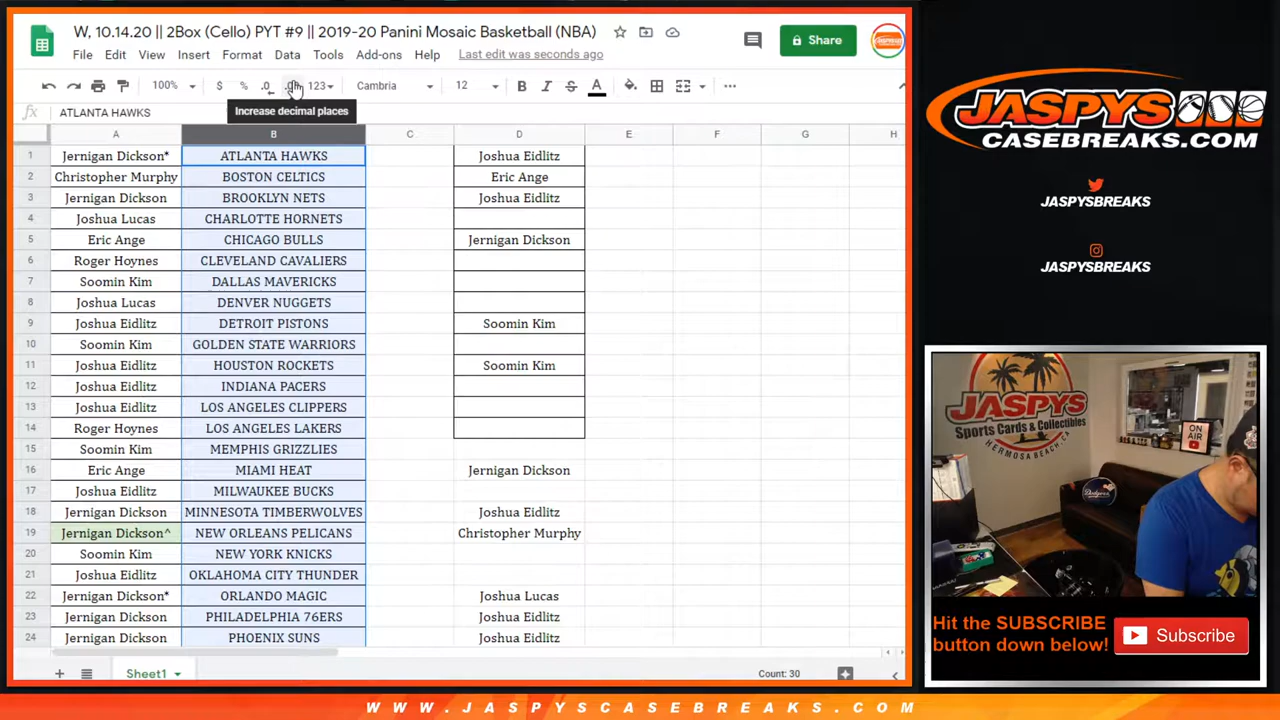 W, 10.14.20 || 2Box (Cello) PYT #9 || 2019-20 Panini Mosaic Basketball (NBA)
File Edit View Insert Format Data Tools Add-ons Help Last edit was seconds ago
Share
100% $ % .0 123 Cambria 12 B I S A
Increase decimal places
fx ATLANTA HAWKS
A B C D E F G H
1 Jernigan Dickson* ATLANTA HAWKS Joshua Eidlitz
2 Christopher Murphy BOSTON CELTICS Eric Ange
3 Jernigan Dickson BROOKLYN NETS Joshua Eidlitz
4 Joshua Lucas CHARLOTTE HORNETS
5 Eric Ange CHICAGO BULLS Jernigan Dickson
6 Roger Hoynes CLEVELAND CAVALIERS
7 Soomin Kim DALLAS MAVERICKS
8 Joshua Lucas DENVER NUGGETS
9 Joshua Eidlitz DETROIT PISTONS Soomin Kim
10 Soomin Kim GOLDEN STATE WARRIORS
11 Joshua Eidlitz HOUSTON ROCKETS Soomin Kim
12 Joshua Eidlitz INDIANA PACERS
13 Joshua Eidlitz LOS ANGELES CLIPPERS
14 Roger Hoynes LOS ANGELES LAKERS
15 Soomin Kim MEMPHIS GRIZZLIES
16 Eric Ange MIAMI HEAT Jernigan Dickson
17 Joshua Eidlitz MILWAUKEE BUCKS
18 Jernigan Dickson MINNESOTA TIMBERWOLVES Joshua Eidlitz
19 Jernigan Dickson^ NEW ORLEANS PELICANS Christopher Murphy
20 Soomin Kim NEW YORK KNICKS
21 Joshua Eidlitz OKLAHOMA CITY THUNDER
22 Jernigan Dickson* ORLANDO MAGIC Joshua Lucas
23 Jernigan Dickson PHILADELPHIA 76ERS Joshua Eidlitz
24 Jernigan Dickson PHOENIX SUNS Joshua Eidlitz
Sheet1
Count: 30
JASPYS
CASEBREAKS.COM
JASPYSBREAKS
JASPYSBREAKS
JASPYS
Sports Cards & Collectibles
HERMOSA BEACH, CA
ON AIR
Dodgers
Hit the SUBSCRIBE
button down below!
Subscribe
WWW.JASPYSCASEBREAKS.COM